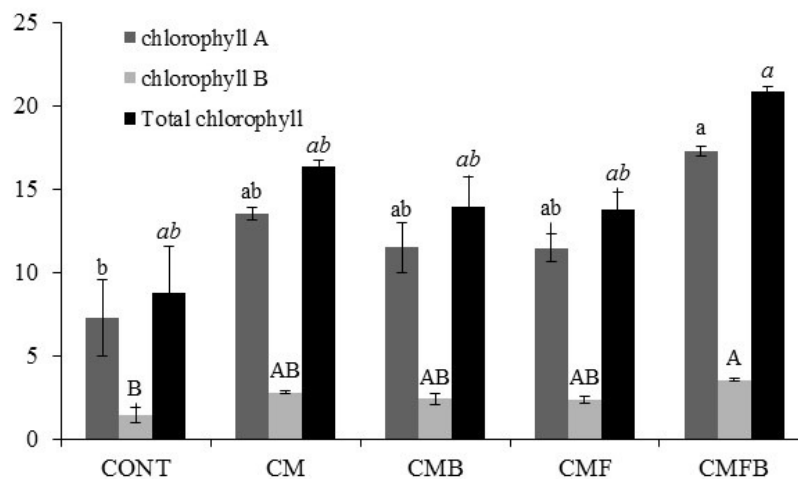 25
20
15
10
5
0
chlorophyll A
chlorophyll B
Total chlorophyll
b
B
ab
ab
AB
ab
ab
AB
ab
ab
AB
ab
a
A
a
CONT CM CMB CMF CMFB